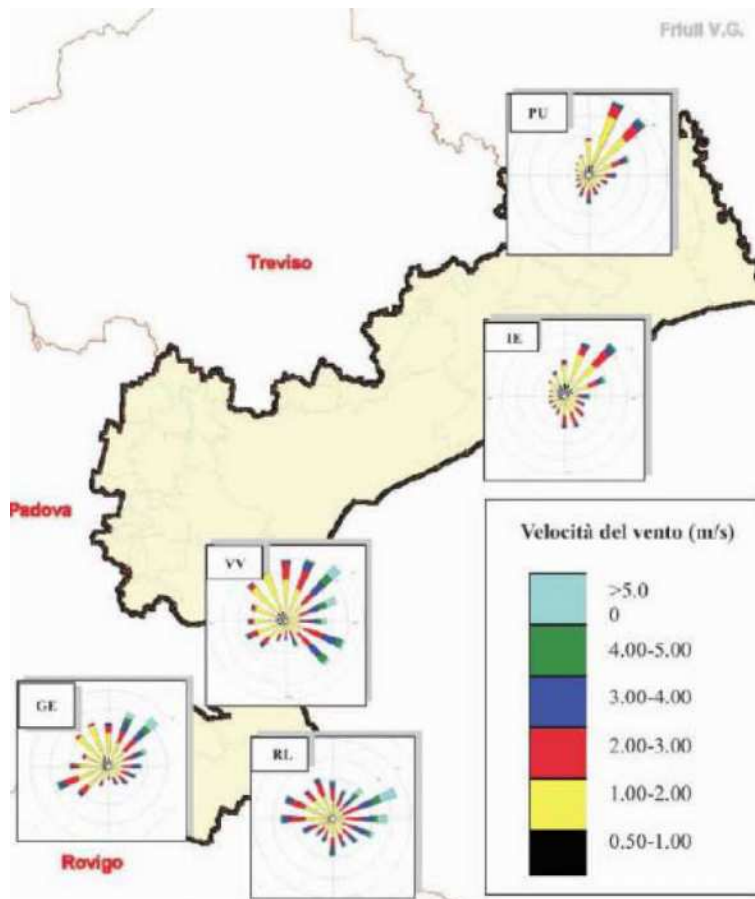 Friuli V.G.
PU
Treviso
IE
Padova
Velocità del vento (m/s)
VV
>5.0
0
4.00-5.00
GE
3.00-4.00
RL
2.00-3.00
1.00-2.00
0.50-1.00
Rovigo